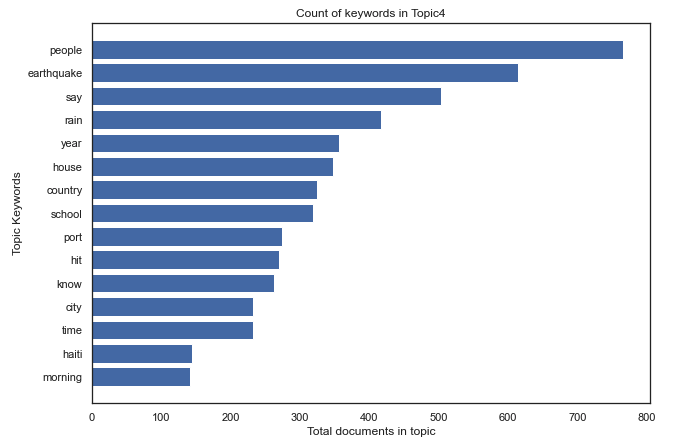 Count of keywords in Topic4
Topic Keywords
people
earthquake
say
rain
year
house
country
school
port
hit
know
city
time
haiti
morning
0 100 200 300 400 500 600 700 800
Total documents in topic